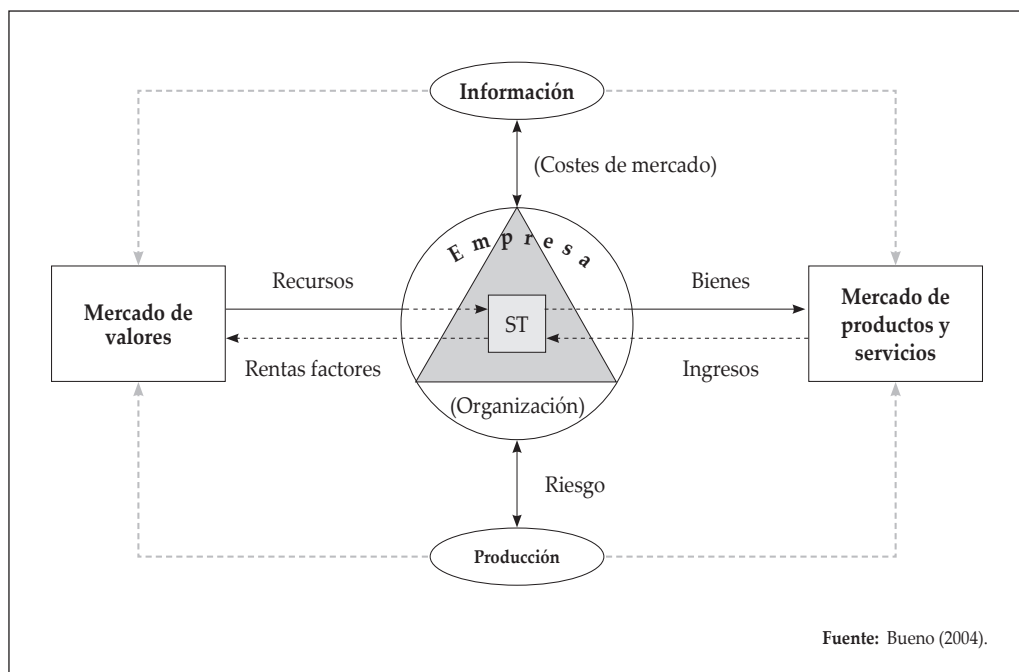 Información
(Costes de mercado)
Empresa
Recursos
Bienes
Mercado de
valores
ST
Mercado de
productos y
servicios
Rentas factores
Ingresos
(Organización)
Riesgo
Producción
Fuente: Bueno (2004).